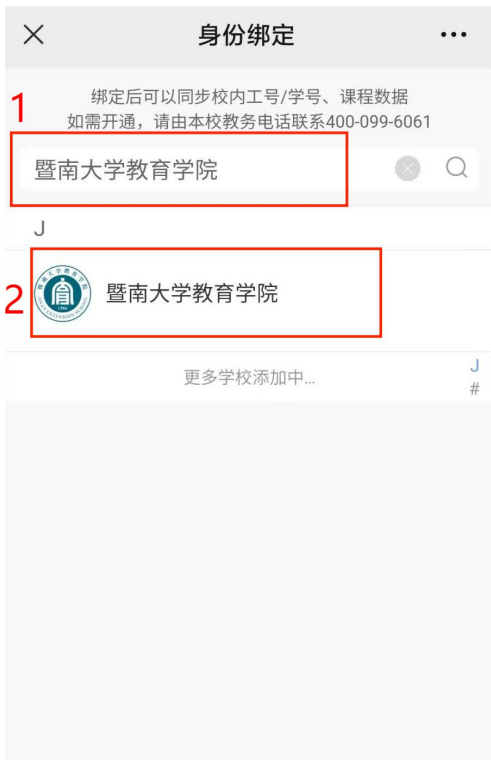 身份绑定
绑定后可以同步校内工号/学号、课程数据
如需开通，请由本校教务电话联系400-099-6061
1
暨南大学教育学院
J
2
暨南大学教育学院
更多学校添加中...
J
#